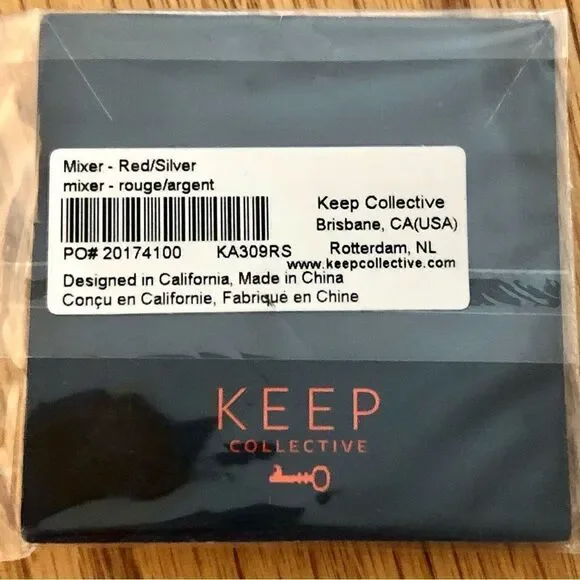 Mixer - Red/Silver
mixer - rouge/argent
PO# 20174100 KA309RS
Keep Collective
Brisbane, CA(USA)
Rotterdam, NL
www.keepcollective.com
Designed in California, Made in China
Conçu en Californie, Fabriqué en Chine
KEEP
COLLECTIVE